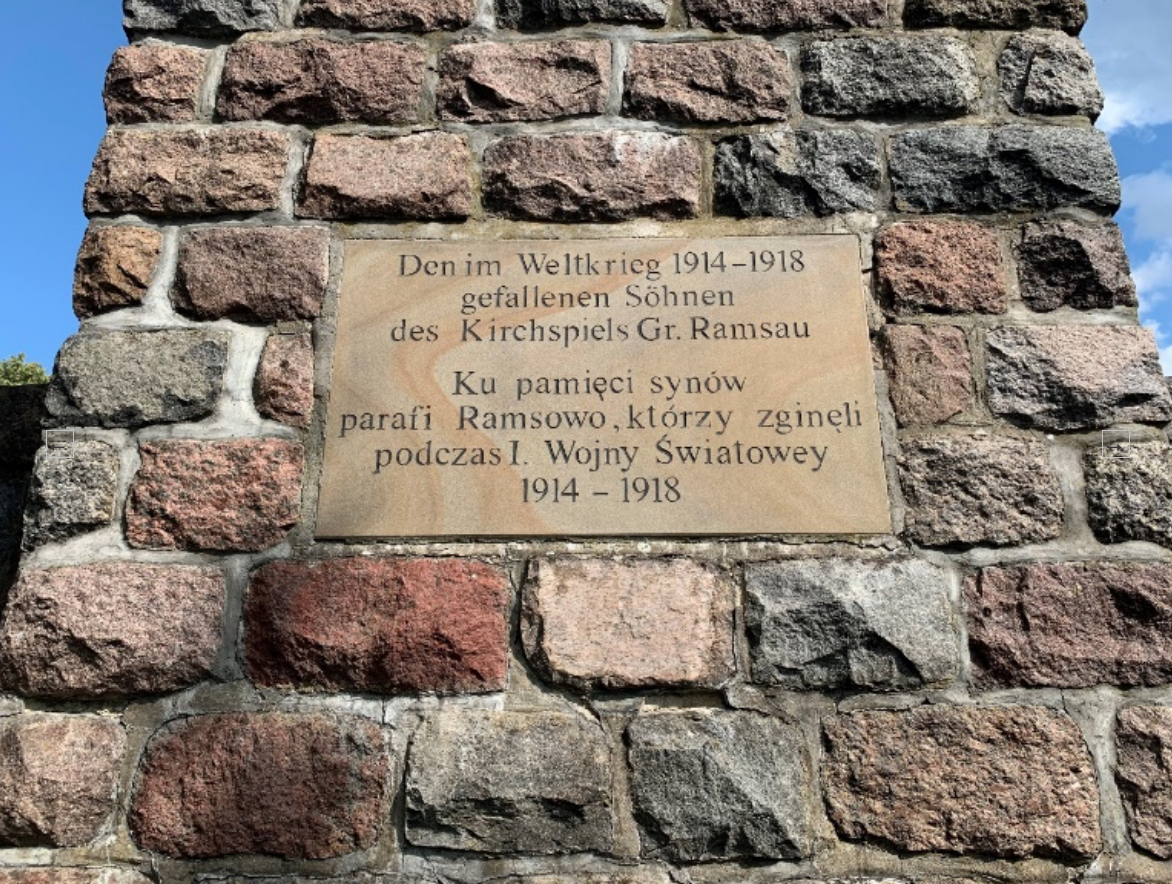 Den im Weltkrieg 1914–1918
gefallenen Söhnen
des Kirchspiels Gr. Ramsau
Ku pamięci synów
parafi Ramsowo, którzy zginęli
podczas I. Wojny Światowey
1914 – 1918